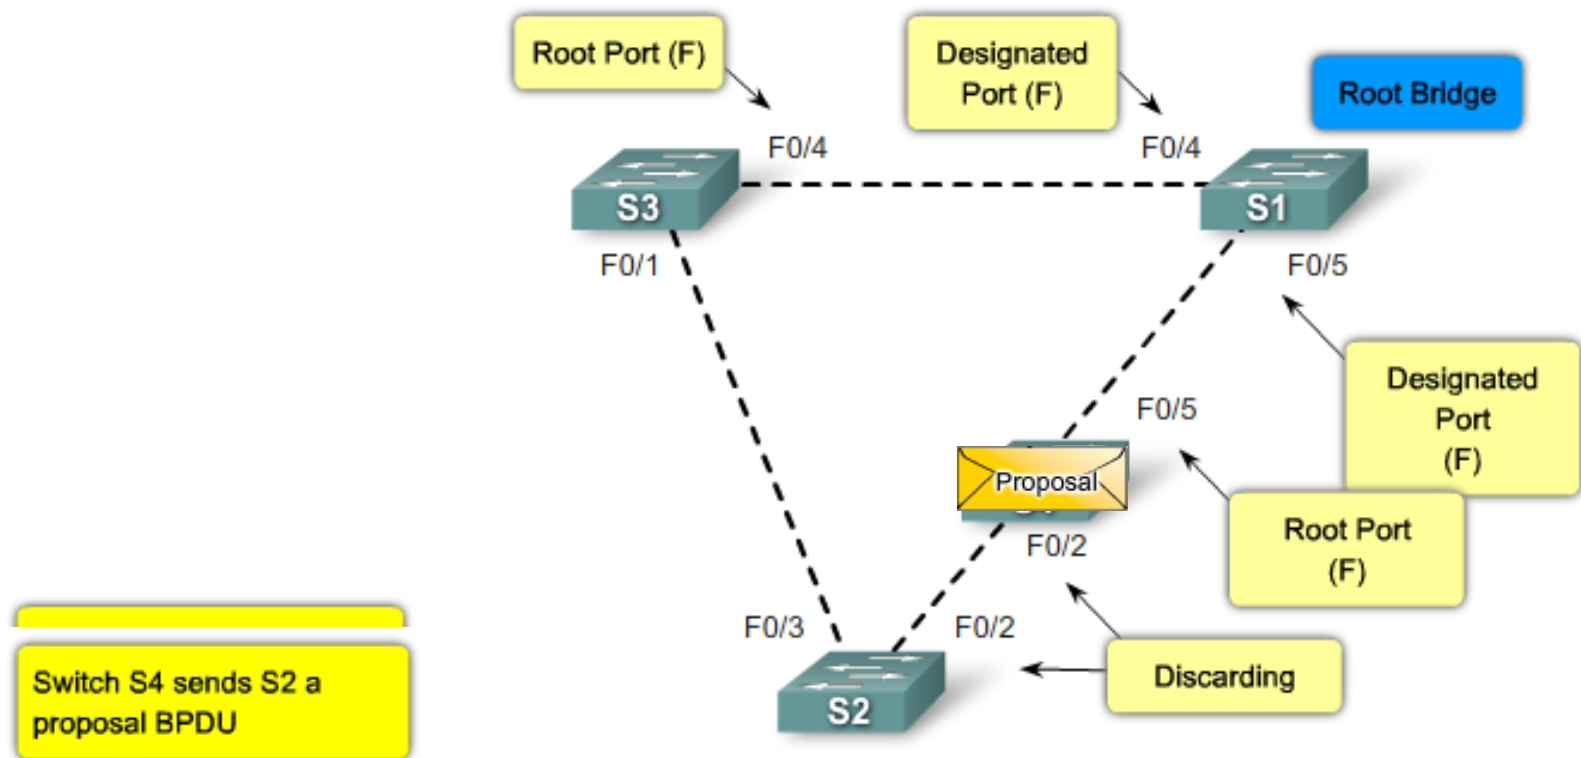 Root Port (F)
Designated
Port (F)
Root Bridge
F0/4
F0/4
S3
S1
F0/1
F0/5
Designated
Port
(F)
F0/5
Proposal
Root Port
(F)
F0/2
F0/3
F0/2
Discarding
S2
Switch S4 sends S2 a
proposal BPDU